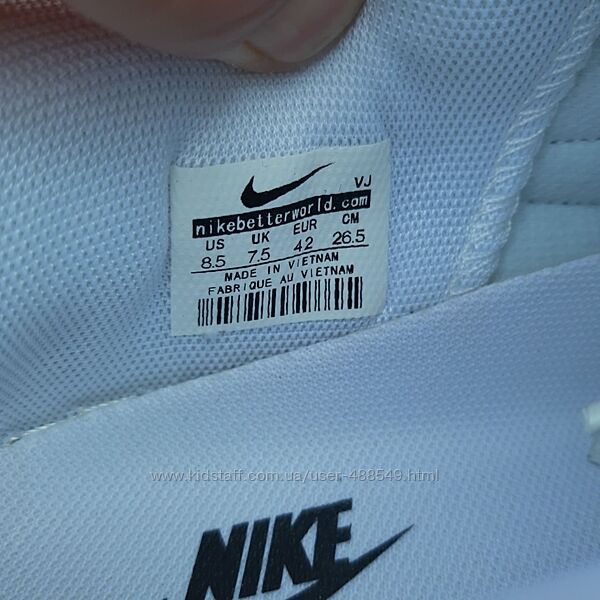 VJ
nikebetterworld.com
US UK EUR CM
8.5 7.5 42 26.5
MADE IN VIETNAM
FABRIQUE AU VIETNAM
www.kidstaff.com.ua/user-488549.html
NIKE